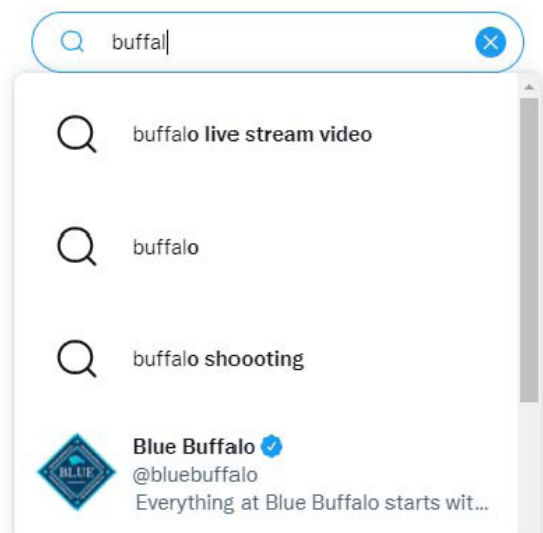 buffal
buffalo live stream video
buffalo
buffalo shoooting
Blue Buffalo
BLUE
@bluebuffalo
Everything at Blue Buffalo starts wit...